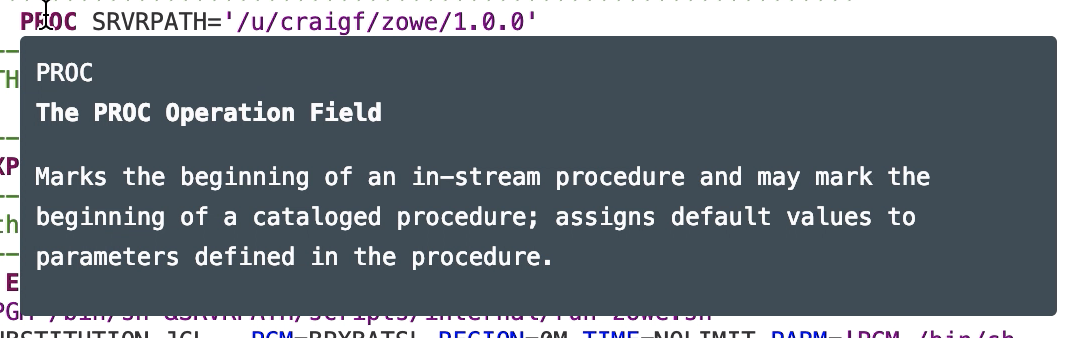 PROC SRVRPATH='/u/craigf/zowe/1.0.0'
PROC
The PROC Operation Field
Marks the beginning of an in-stream procedure and may mark the
beginning of a cataloged procedure; assigns default values to
parameters defined in the procedure.